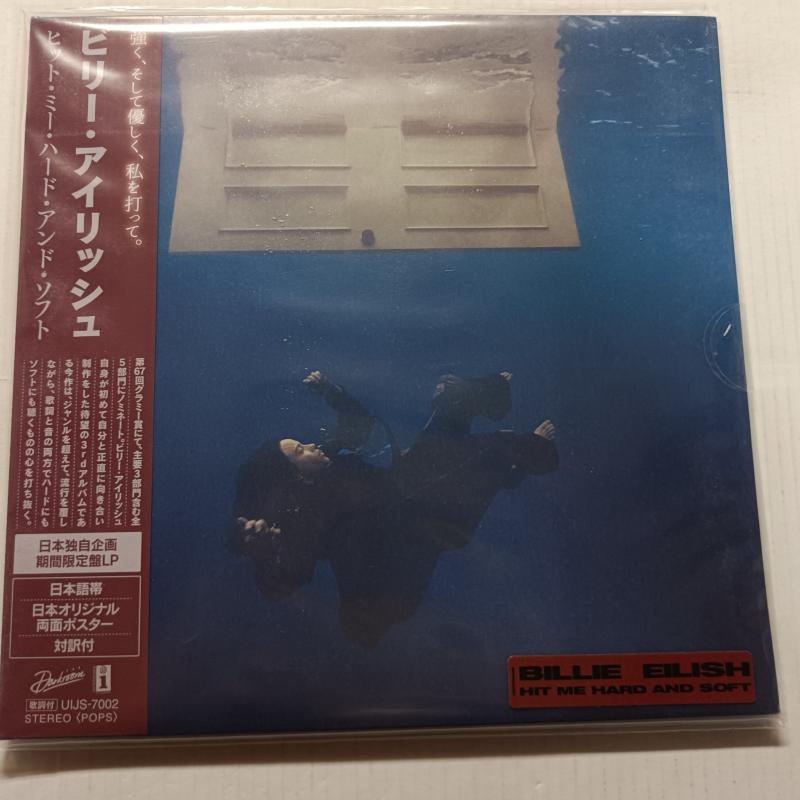 強く、そして優しく、私を打って。
ビリー・アイリッシュ
ヒット・ミー・ハード・アンド・ソフト
第67回グラミー賞にて、主要3部門含む全
5部門にノミネート。ビリー・アイリッシュ
自身が初めて自分と正直に向き合い
制作をした待望の3rdアルバムであ
る今作は、ジャンルを超えて、流行を覆し
ながら、歌詞と音の両方でハードにも
ソフトにも聴くものの心を打ち抜く。
日本独自企画
期間限定盤LP
日本語帯
日本オリジナル
両面ポスター
対訳付
Darkroom
i
歌詞付 UIJS-7002
STEREO〈POPS〉
BILLIE EILISH
HIT ME HARD AND SOFT